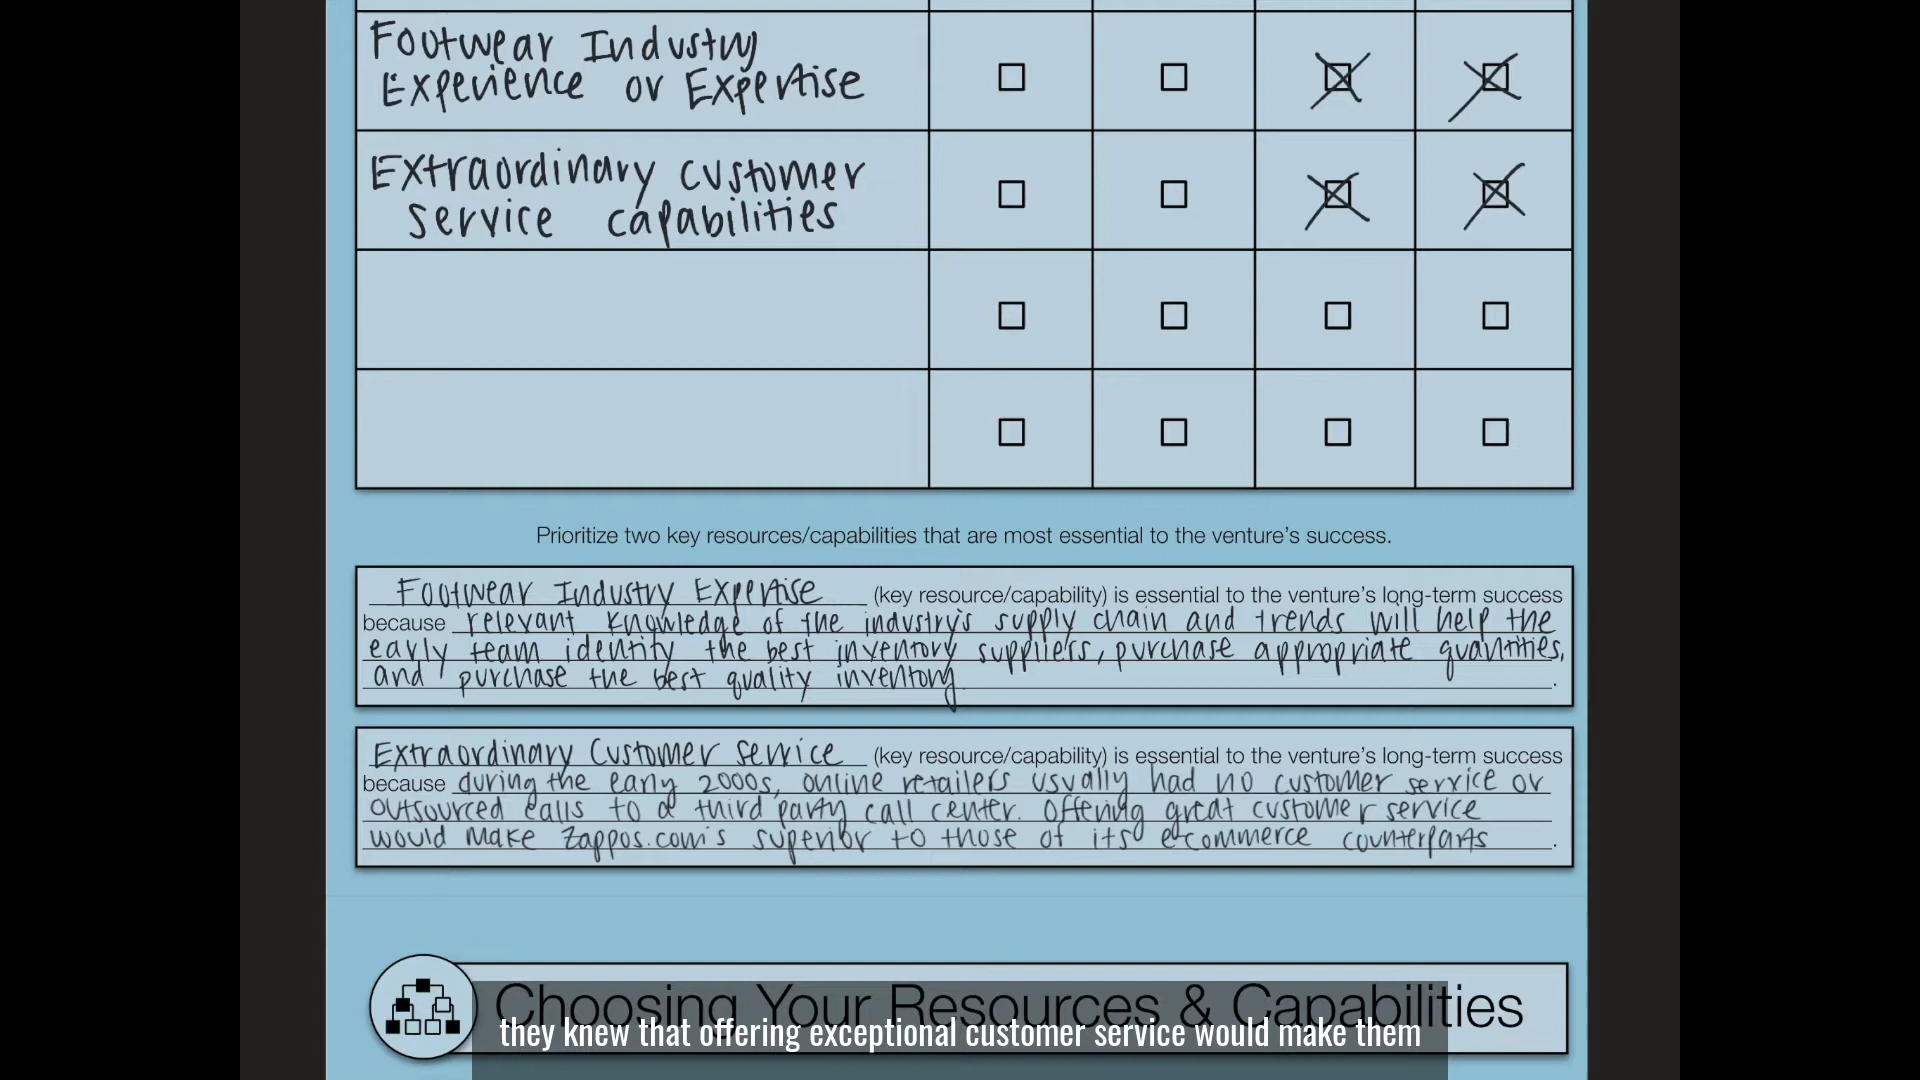 Footwear Industry
Experience or Expertise
Extraordinary customer
service capabilities
Prioritize two key resources/capabilities that are most essential to the venture's success.
Footwear Industry Expertise (key resource/capability) is essential to the venture's long-term success
because relevant knowledge of the industry's supply chain and trends will help the
early team identity the best inventory suppliers, purchase appropriate quantities,
and purchase the best quality inventory.
Extraordinary Customer Service (key resource/capability) is essential to the venture's long-term success
because during the early 2000s, online retailers usually had no customer service or
outsourced calls to a third party call center. Offering great customer service
would make Zappos.com's superior to those of its e-commerce counterparts.
Choosing Your Resources & Capabilities
they knew that offering exceptional customer service would make them